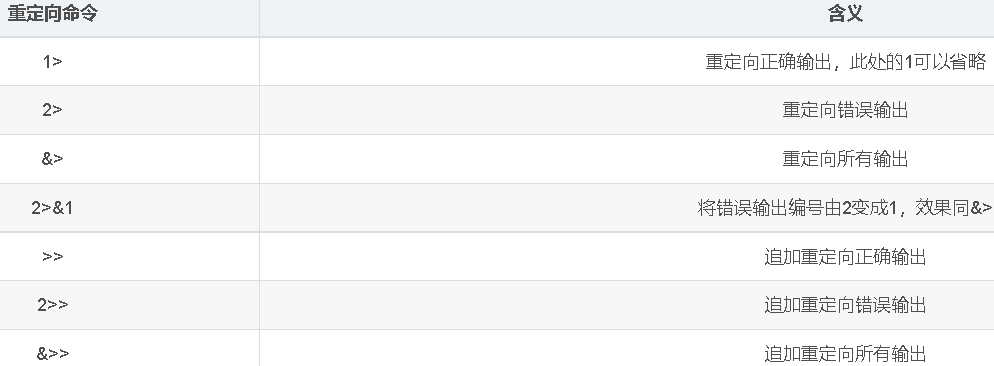 重定向命令 含义
1> 重定向正确输出，此处的1可以省略
2> 重定向错误输出
&> 重定向所有输出
2>&1 将错误输出编号由2变成1，效果同&>
>> 追加重定向正确输出
2>> 追加重定向错误输出
&>> 追加重定向所有输出